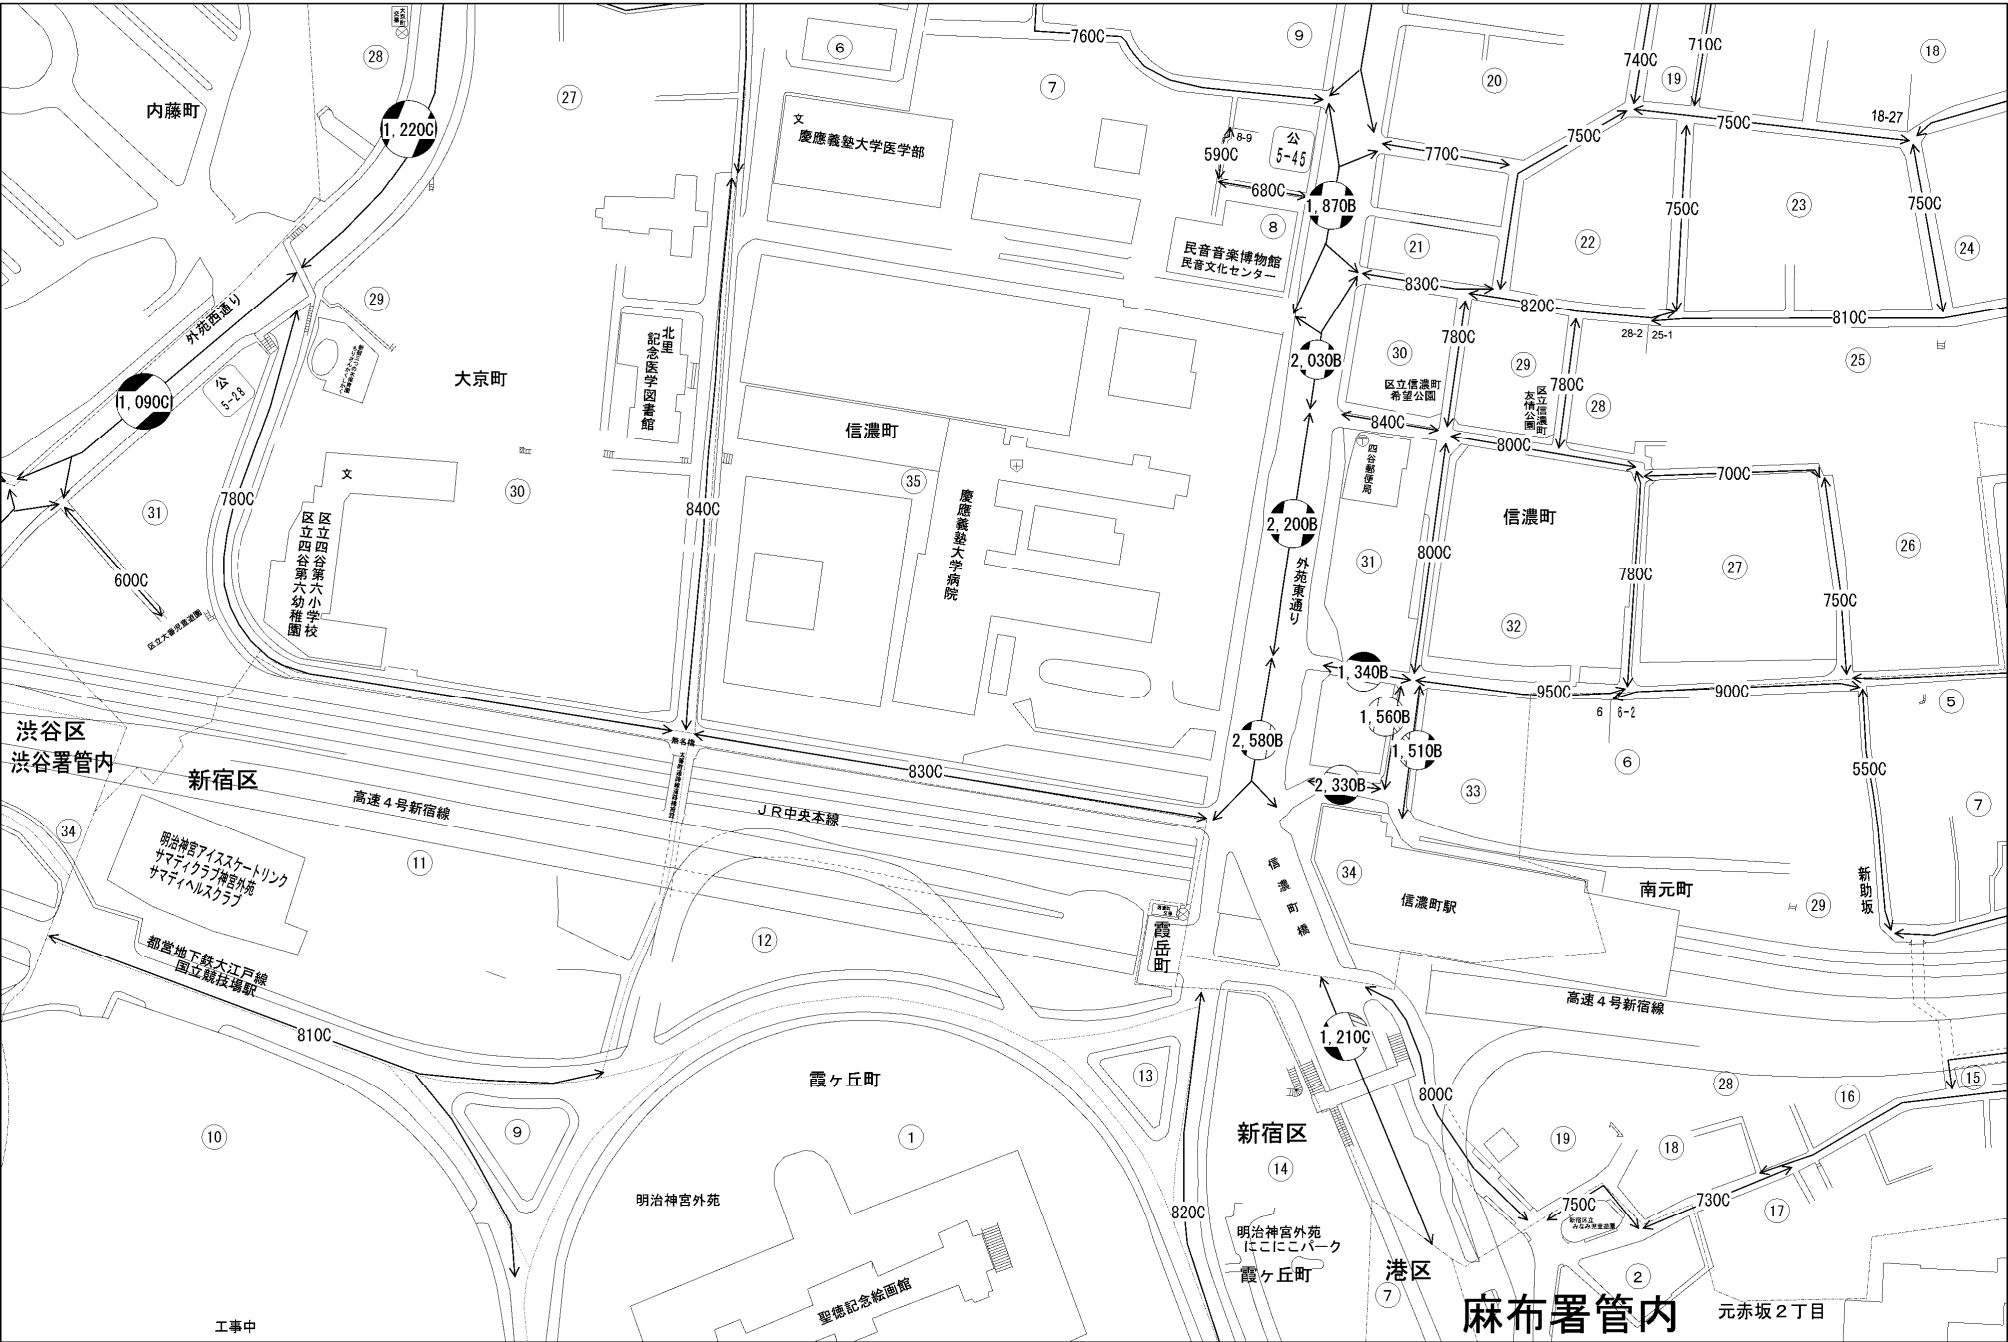 大京町
交番
28
内藤町
1,220C
27
6
760C
7
9
文
慶應義塾大学医学部
590C
8-9
公
5-45
680C
8
1,870B
民音音楽博物館
民音文化センター
20
740C
710C
19
18
18-27
750C
750C
770C
750C
750C
23
22
21
24
830C
820C
810C
28-2
25-1
25
外苑西通り
29
1,090C
公
5-28
大京町
北里
記念医学図書館
信濃町
35
慶應義塾大学病院
2,030B
780C
30
区立信濃町
希望公園
29
780C
区立信濃町
友情公園
28
840C
800C
四谷郵便局
700C
31
780C
文
30
840C
区立四谷第六小学校
区立四谷第六幼稚園
600C
区立大番児童遊園
2,200B
外苑東通り
31
800C
信濃町
780C
27
26
32
750C
1,340B
950C
900C
6
6-2
5
1,560B
1,510B
2,580B
2,330B
33
6
550C
7
渋谷区
渋谷署管内
新宿区
無名橋
830C
高速4号新宿線
JR中央本線
34
明治神宮アイススケートリンク
サマディクラブ神宮外苑
サマディヘルスクラブ
11
12
信濃町橋
34
信濃町駅
南元町
新助坂
29
霞岳町
都営地下鉄大江戸線
国立競技場駅
810C
高速4号新宿線
1,210C
800C
霞ヶ丘町
13
28
16
15
10
9
1
新宿区
14
19
18
820C
750C
新宿区立
みなみ児童遊園
730C
17
明治神宮外苑
明治神宮外苑
にこにこパーク
霞ヶ丘町
港区
7
2
聖徳記念絵画館
工事中
麻布署管内
元赤坂2丁目